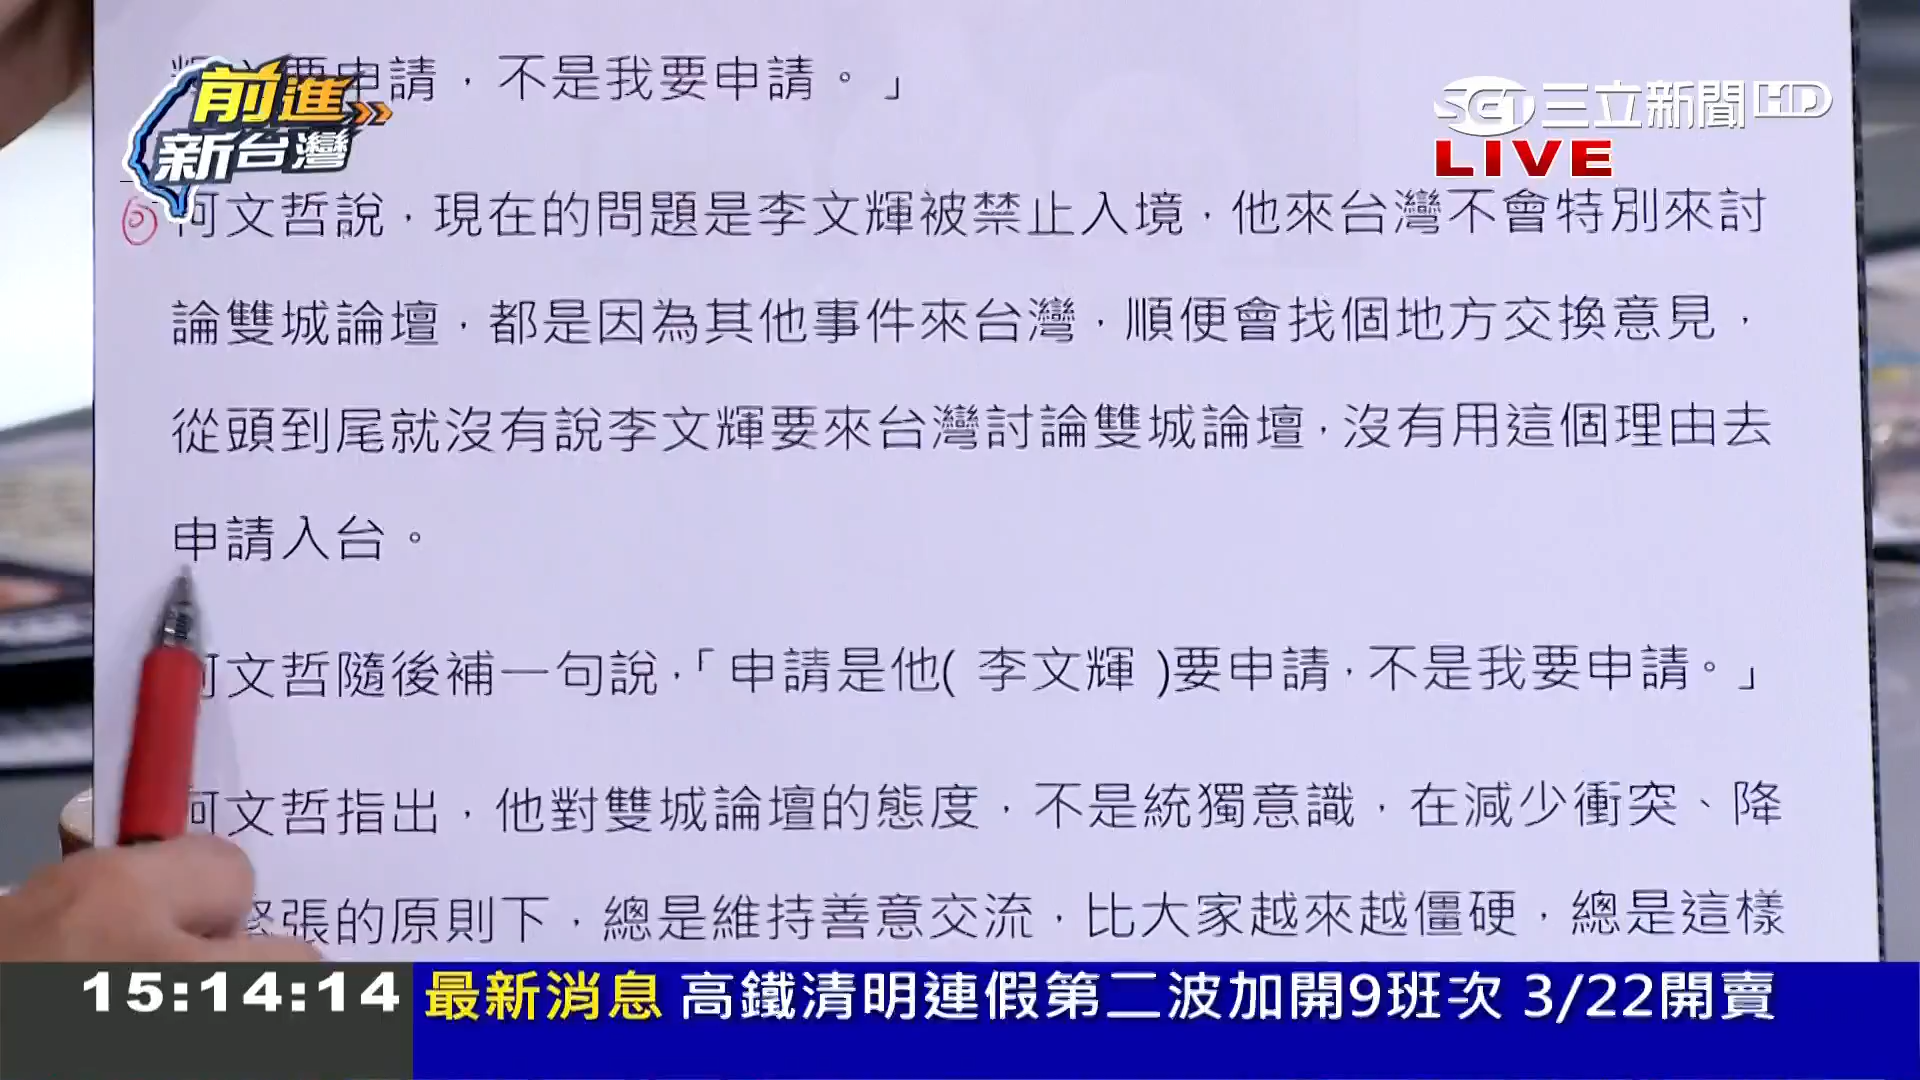 要申請，不是我要申請。」
前進
新台灣
SET三立新聞HD
LIVE
柯文哲說，現在的問題是李文輝被禁止入境，他來台灣不會特別來討
論雙城論壇，都是因為其他事件來台灣，順便會找個地方交換意見，
從頭到尾就沒有說李文輝要來台灣討論雙城論壇，沒有用這個理由去
申請入台。
柯文哲隨後補一句說，「申請是他( 李文輝 )要申請，不是我要申請。」
柯文哲指出，他對雙城論壇的態度，不是統獨意識，在減少衝突、降
緊張的原則下，總是維持善意交流，比大家越來越僵硬，總是這樣
15:14:14 最新消息 高鐵清明連假第二波加開9班次 3/22開賣